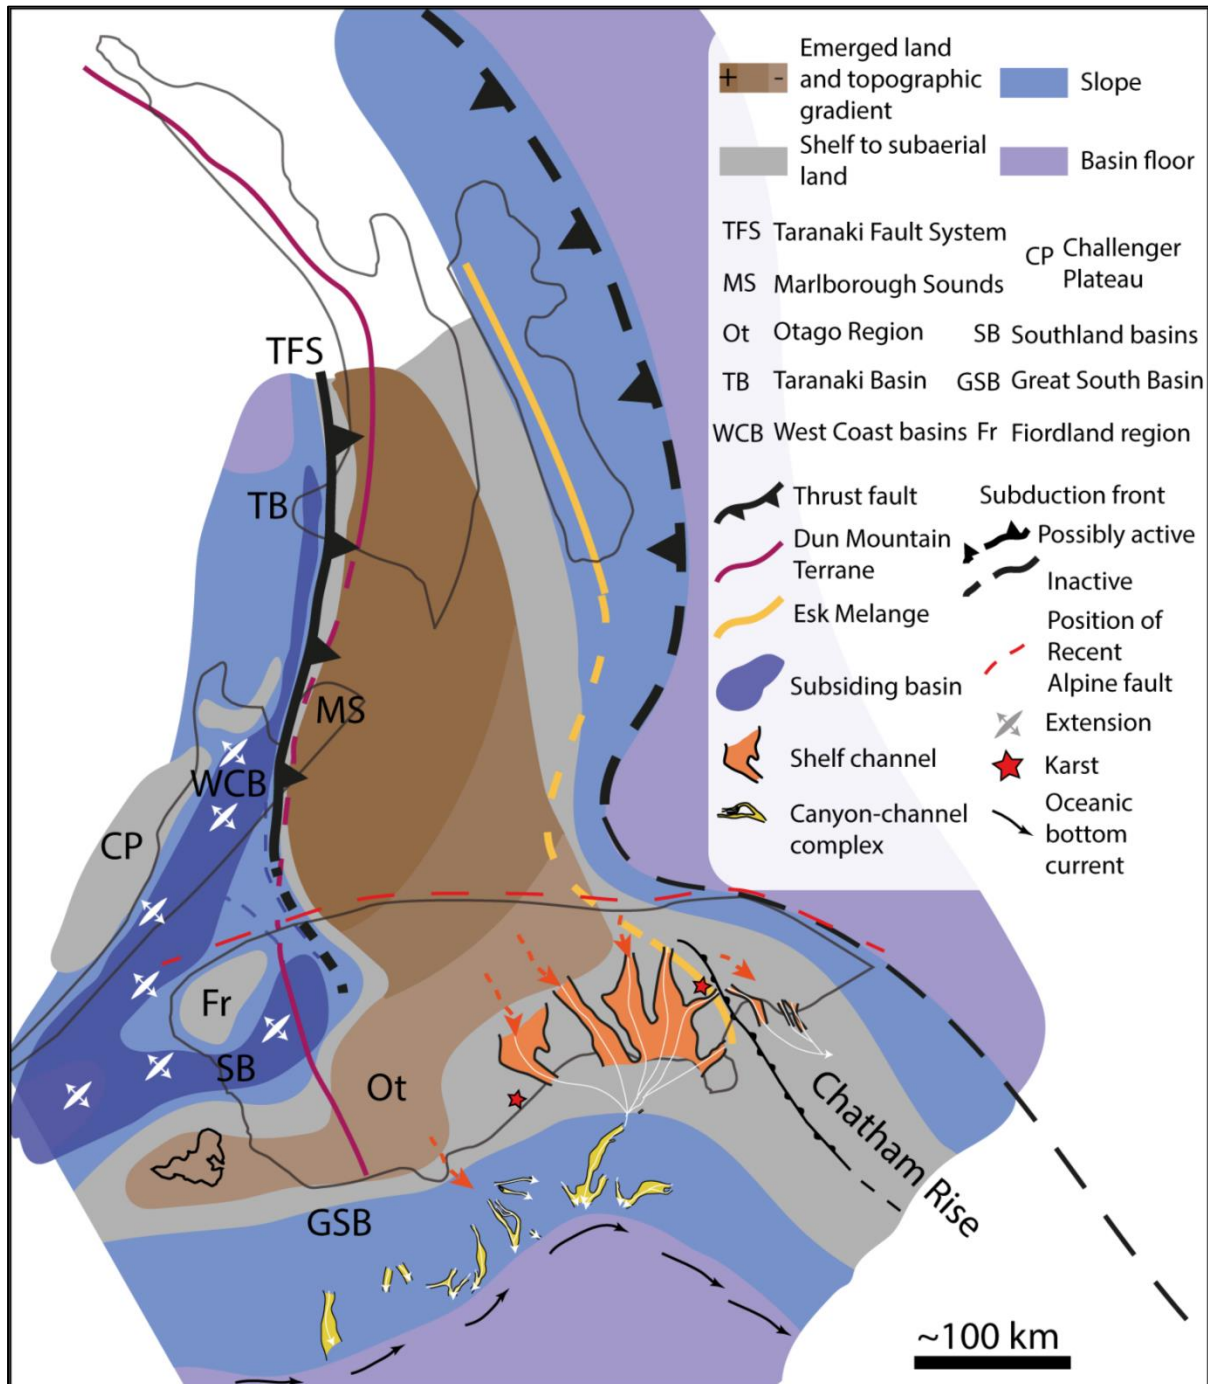 Emerged land
and topographic
gradient
+ -
Slope
Shelf to subaerial
land
Basin floor
TFS Taranaki Fault System
CP Challenger
Plateau
MS Marlborough Sounds
Ot Otago Region
SB Southland basins
TB Taranaki Basin
GSB Great South Basin
WCB West Coast basins
Fr Fiordland region
Thrust fault
Dun Mountain
Terrane
Esk Melange
Subsiding basin
Shelf channel
Canyon-channel
complex
Subduction front
Possibly active
Inactive
Position of
Recent
Alpine fault
Extension
Karst
Oceanic
bottom
current
TFS
TB
MS
WCB
CP
Fr
SB
Ot
GSB
Chatham Rise
~100 km